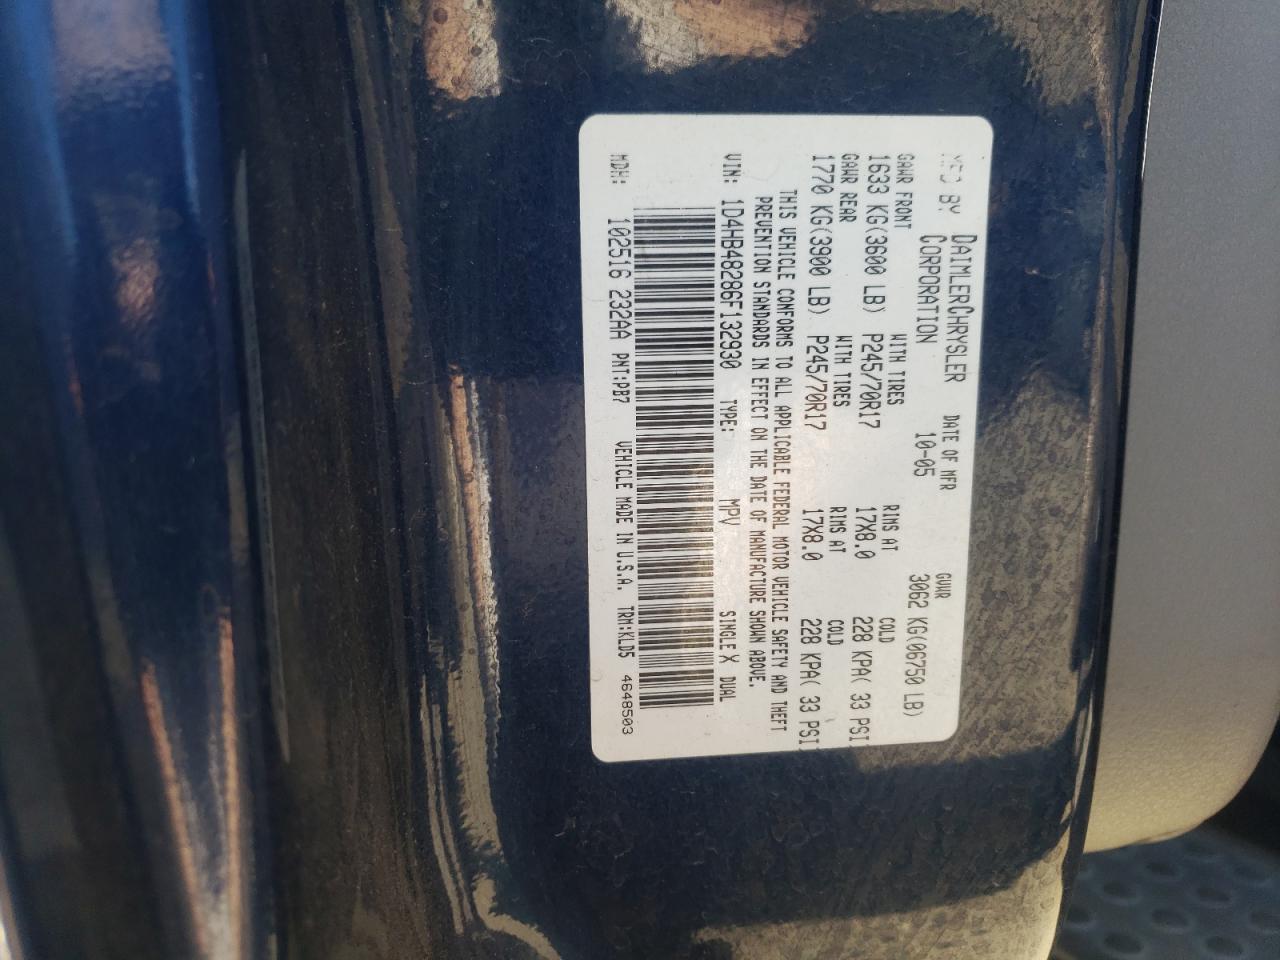 MFD BY DAIMLERCHRYSLER CORPORATION
DATE OF MFR 10-05
GVWR 3062 KG(06750 LB)
GAWR FRONT WITH TIRES RIMS AT COLD
1633 KG(3600 LB) P245/70R17 17X8.0 228 KPA( 33 PSI
GAWR REAR WITH TIRES RIMS AT COLD
1770 KG(3900 LB) P245/70R17 17X8.0 228 KPA( 33 PSI
THIS VEHICLE CONFORMS TO ALL APPLICABLE FEDERAL MOTOR VEHICLE SAFETY AND THEFT
PREVENTION STANDARDS IN EFFECT ON THE DATE OF MANUFACTURE SHOWN ABOVE.
VIN: 1D4HB48286F132930 TYPE: MPV SINGLE X DUAL
MDH: 102516 232AA PNT:PB7 VEHICLE MADE IN U.S.A. TRM:KLD5 4648503